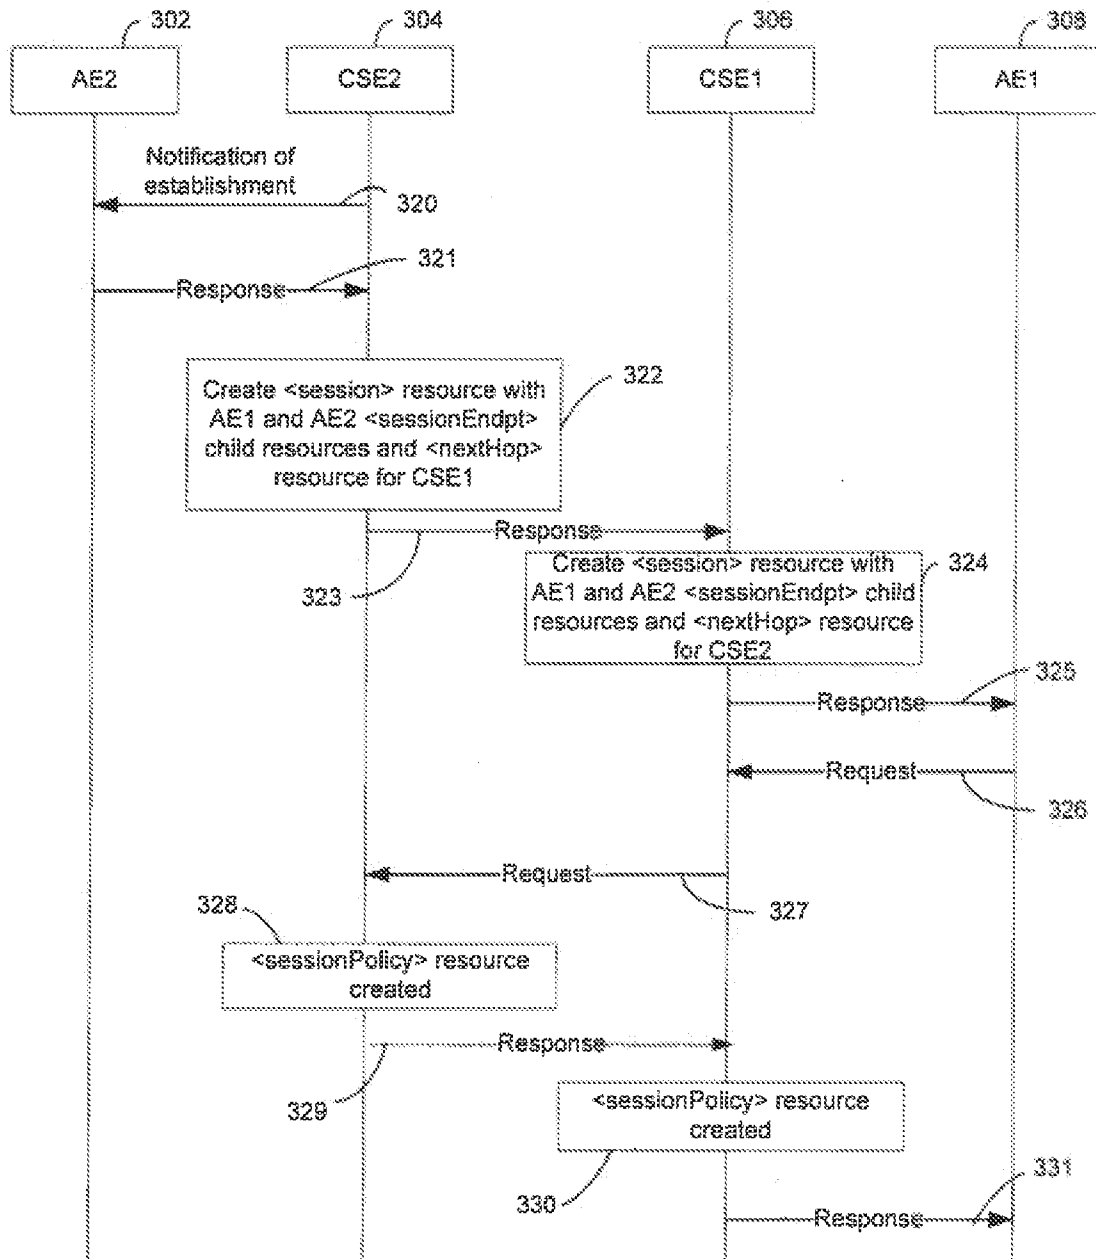 302
304
306
308
AE2
CSE2
CSE1
AE1
Notification of
establishment
320
321
Response
322
Create <session> resource with
AE1 and AE2 <sessionEndpt>
child resources and <nextHop>
resource for CSE1
Response
323
324
Create <session> resource with
AE1 and AE2 <sessionEndpt> child
resources and <nextHop> resource
for CSE2
325
Response
Request
326
Request
327
328
<sessionPolicy> resource
created
Response
329
<sessionPolicy> resource
created
330
331
Response